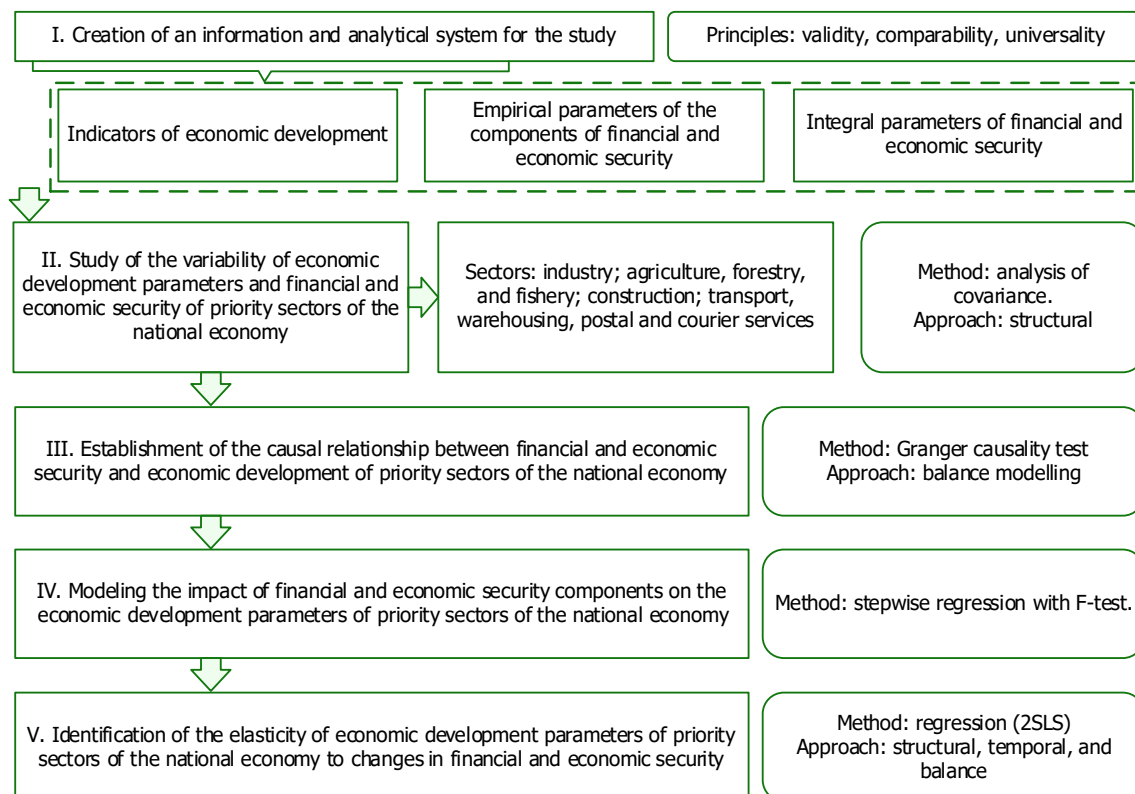 I. Creation of an information and analytical system for the study
Principles: validity, comparability, universality
Indicators of economic development
Empirical parameters of the
components of financial and
economic security
Integral parameters of financial and
economic security
II. Study of the variability of economic
development parameters and financial and
economic security of priority sectors of the
national economy
Sectors: industry; agriculture, forestry,
and fishery; construction; transport,
warehousing, postal and courier services
Method: analysis of
covariance.
Approach: structural
III. Establishment of the causal relationship between financial and economic
security and economic development of priority sectors of the national economy
Method: Granger causality test
Approach: balance modelling
IV. Modeling the impact of financial and economic security components on the
economic development parameters of priority sectors of the national economy
Method: stepwise regression with F-test.
V. Identification of the elasticity of economic development parameters of priority
sectors of the national economy to changes in financial and economic security
Method: regression (2SLS)
Approach: structural, temporal, and
balance